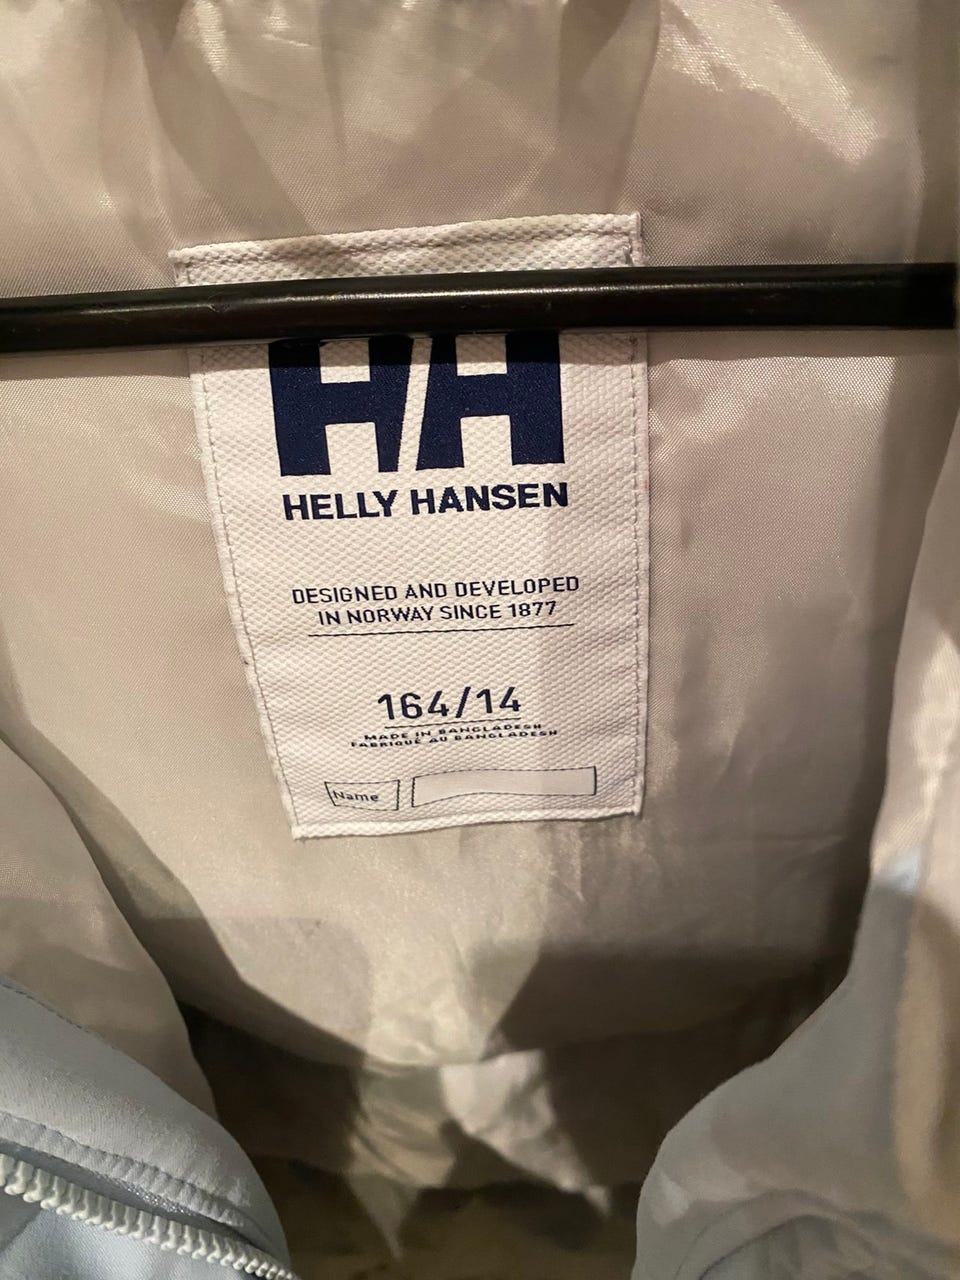 HH
HELLY HANSEN
DESIGNED AND DEVELOPED
IN NORWAY SINCE 1877
164/14
MADE IN BANGLADESH
FABRIQUÉ AU BANGLADESH
Name